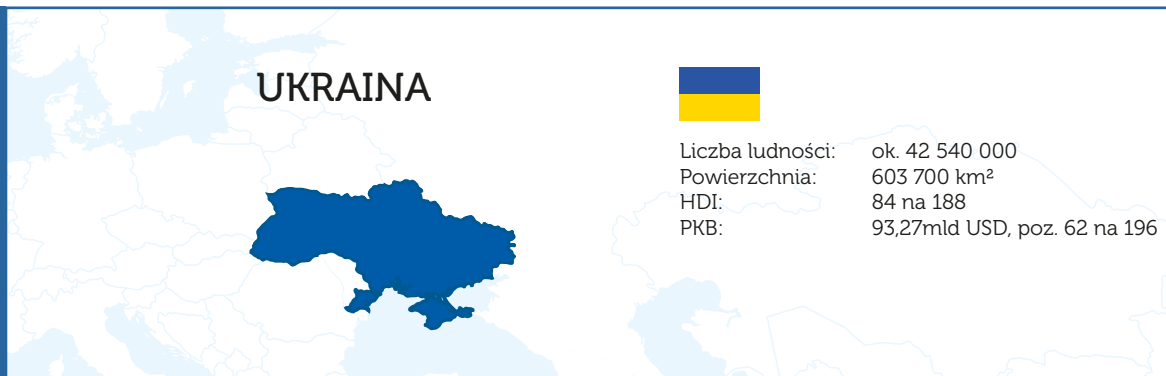 UKRAINA
Liczba ludności: ok. 42 540 000
Powierzchnia: 603 700 km²
HDI: 84 na 188
PKB: 93,27mld USD, poz. 62 na 196